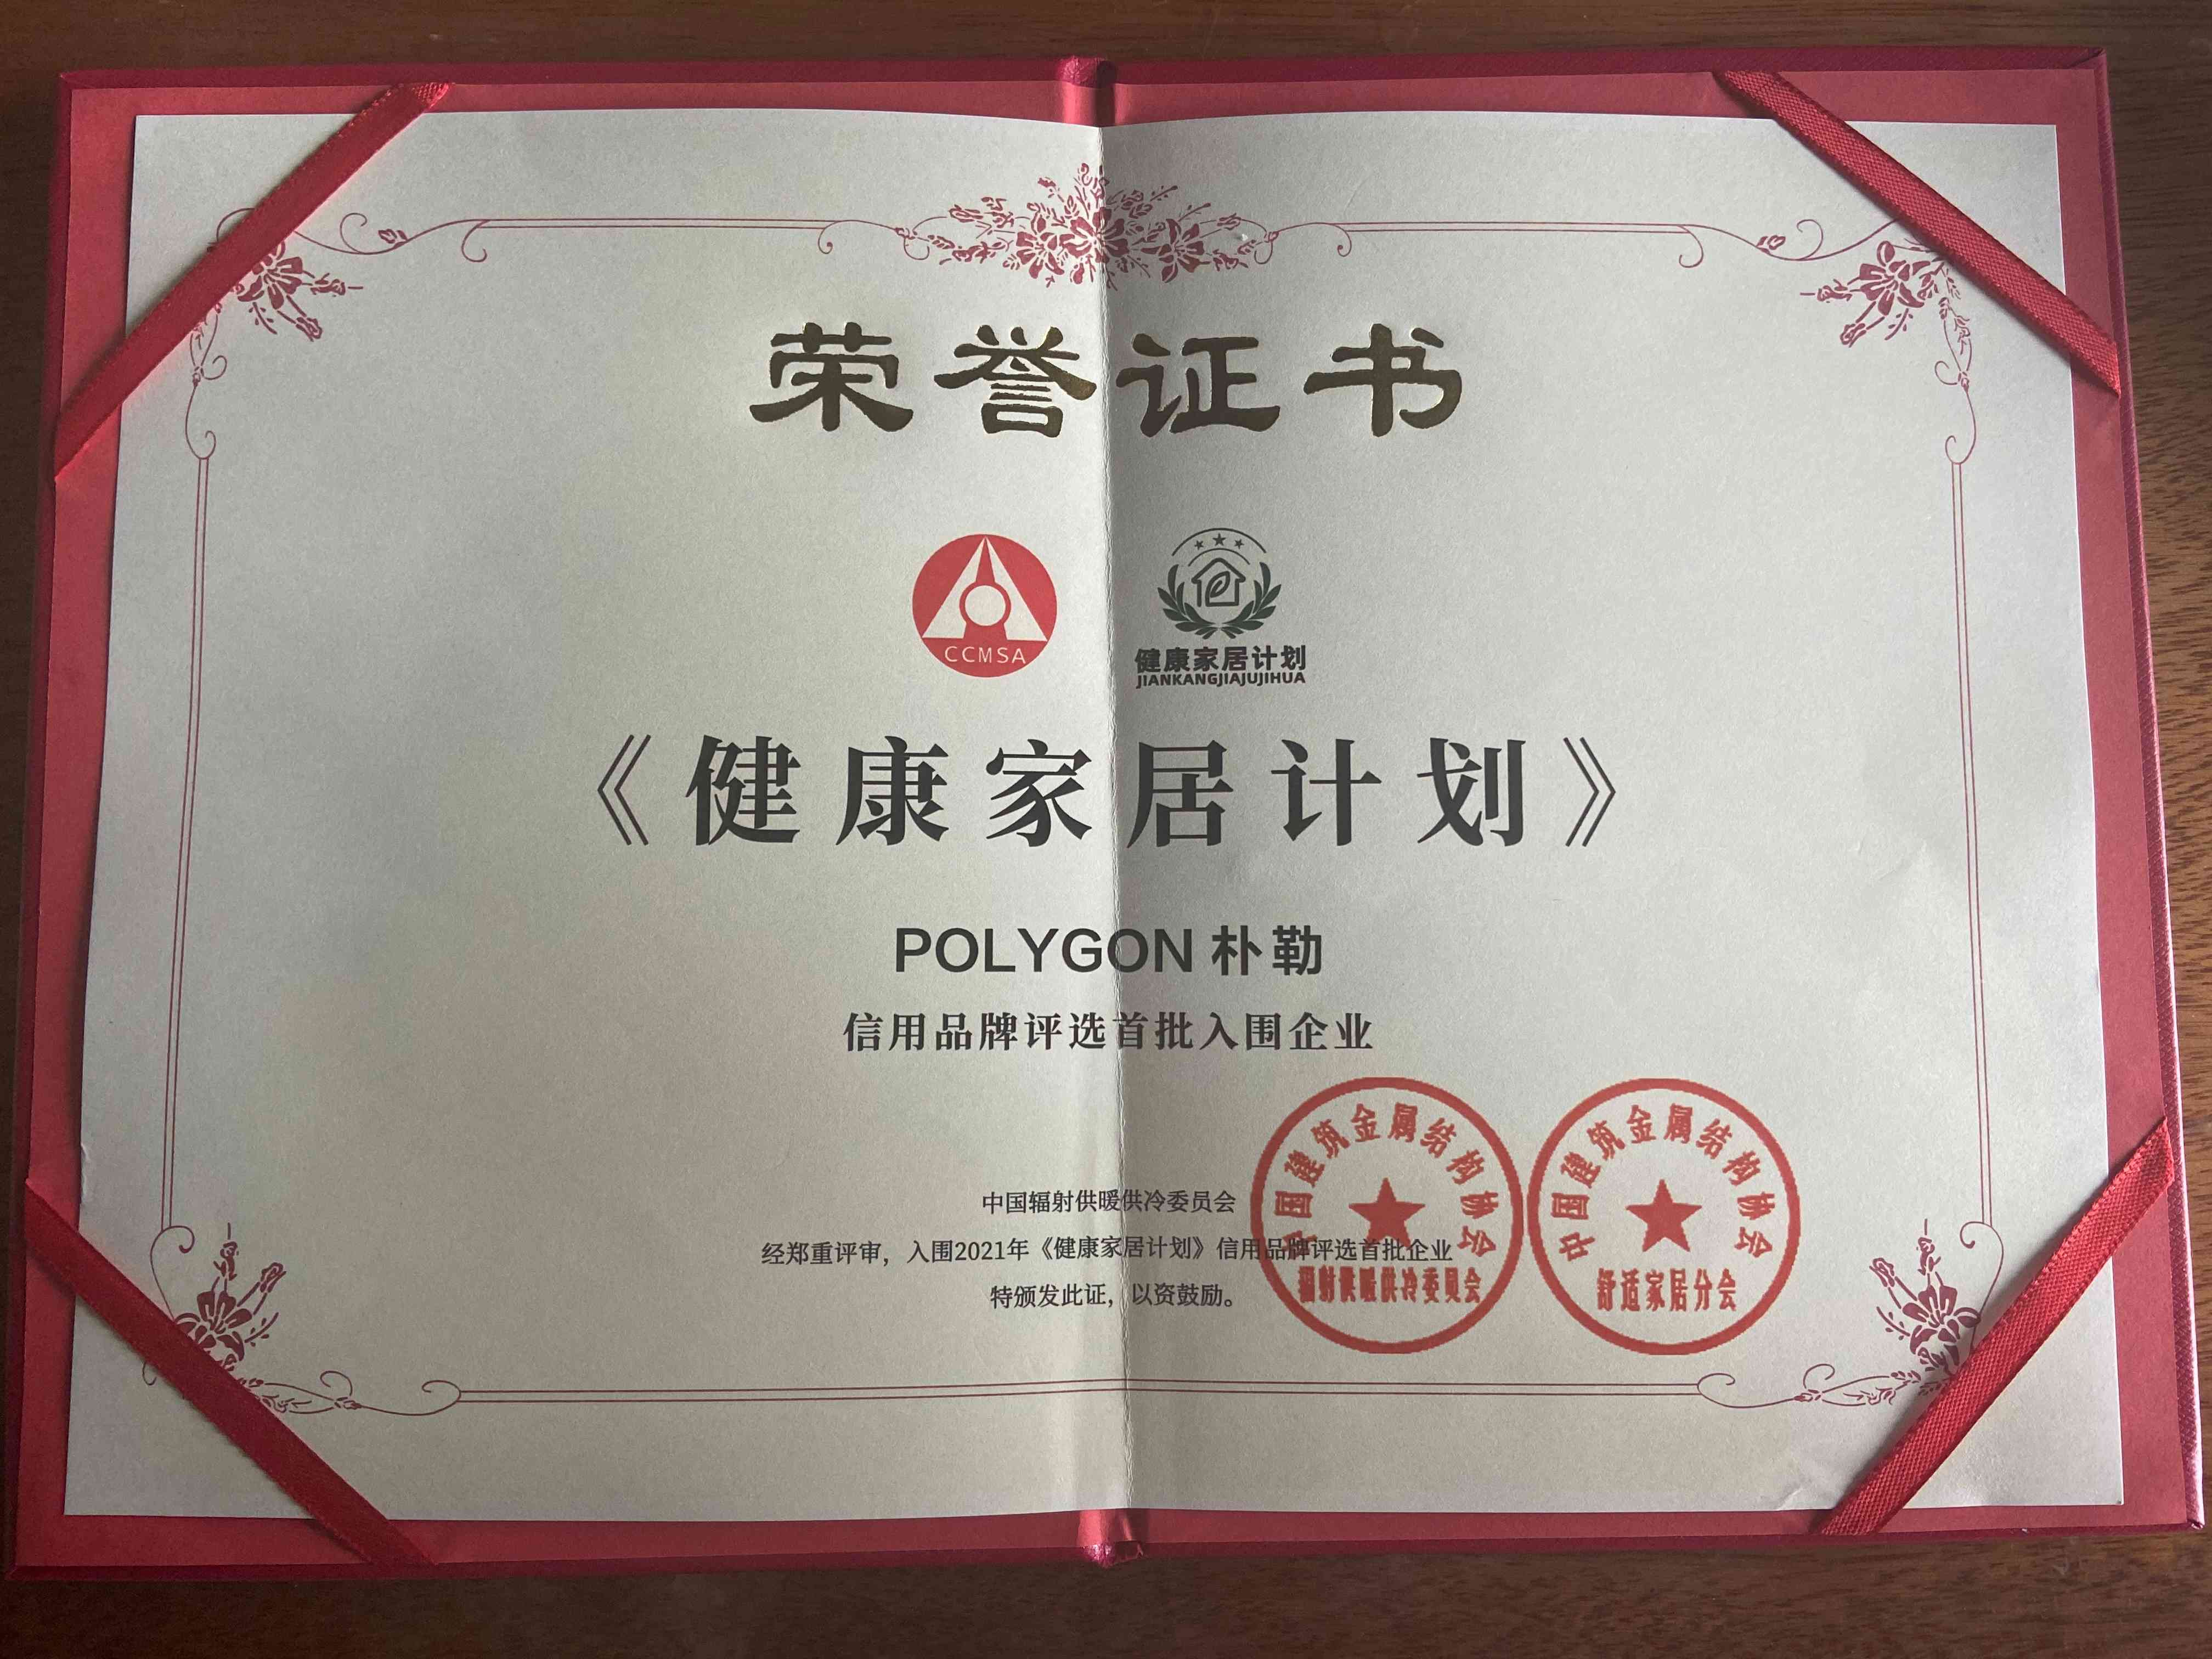 荣誉证书
CCMSA
健康家居计划
JIANKANGJIAJUJIHUA
《健康家居计划》
POLYGON 朴勒
信用品牌评选首批入围企业
中国辐射供暖供冷委员会
经郑重评审，入围2021年《健康家居计划》信用品牌评选首批企业
特颁发此证，以资鼓励。
中国建筑金属结构协会
辐射供暖供冷委员会
中国建筑金属结构协会
舒适家居分会